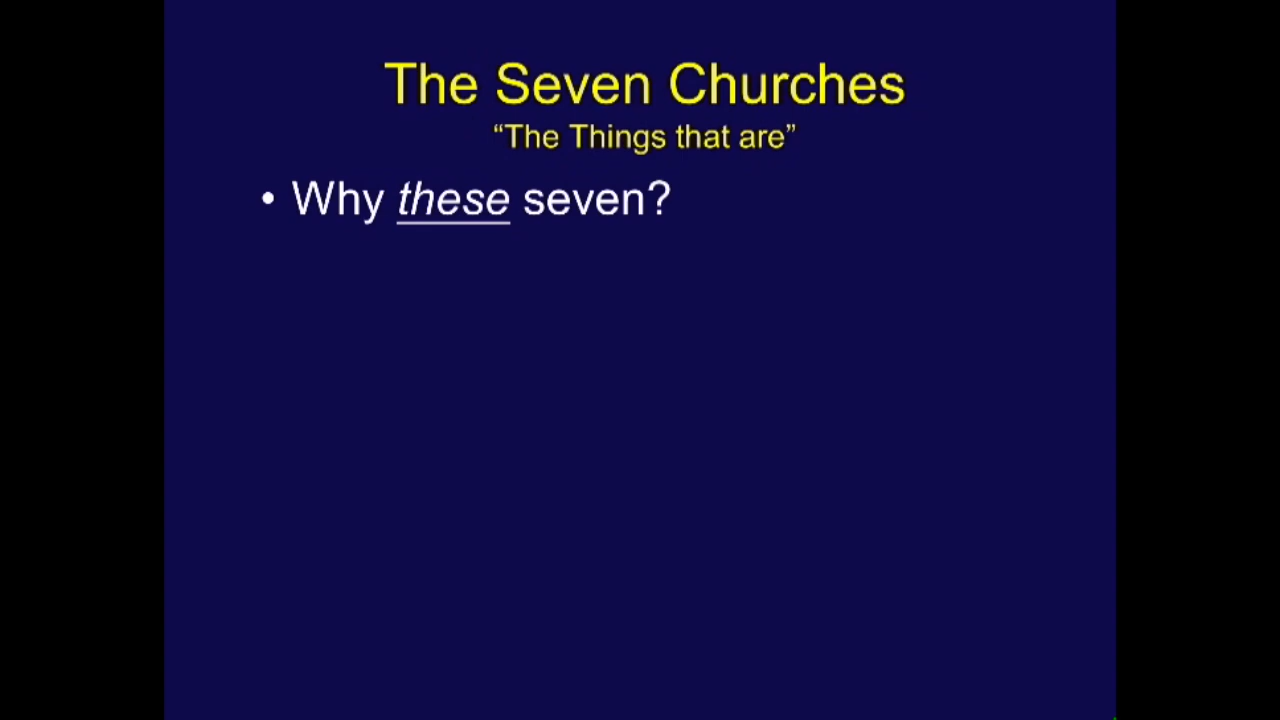 The Seven Churches
“The Things that are”
• Why these seven?